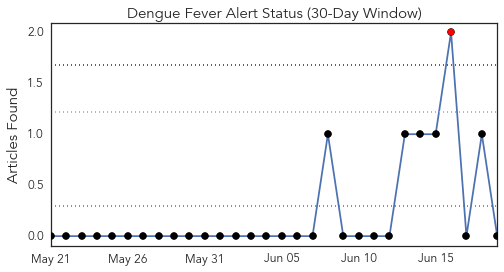 Dengue Fever Alert Status (30-Day Window)
Articles Found
2.0
1.5
1.0
0.5
0.0
May 21
May 26
May 31
Jun 05
Jun 10
Jun 15